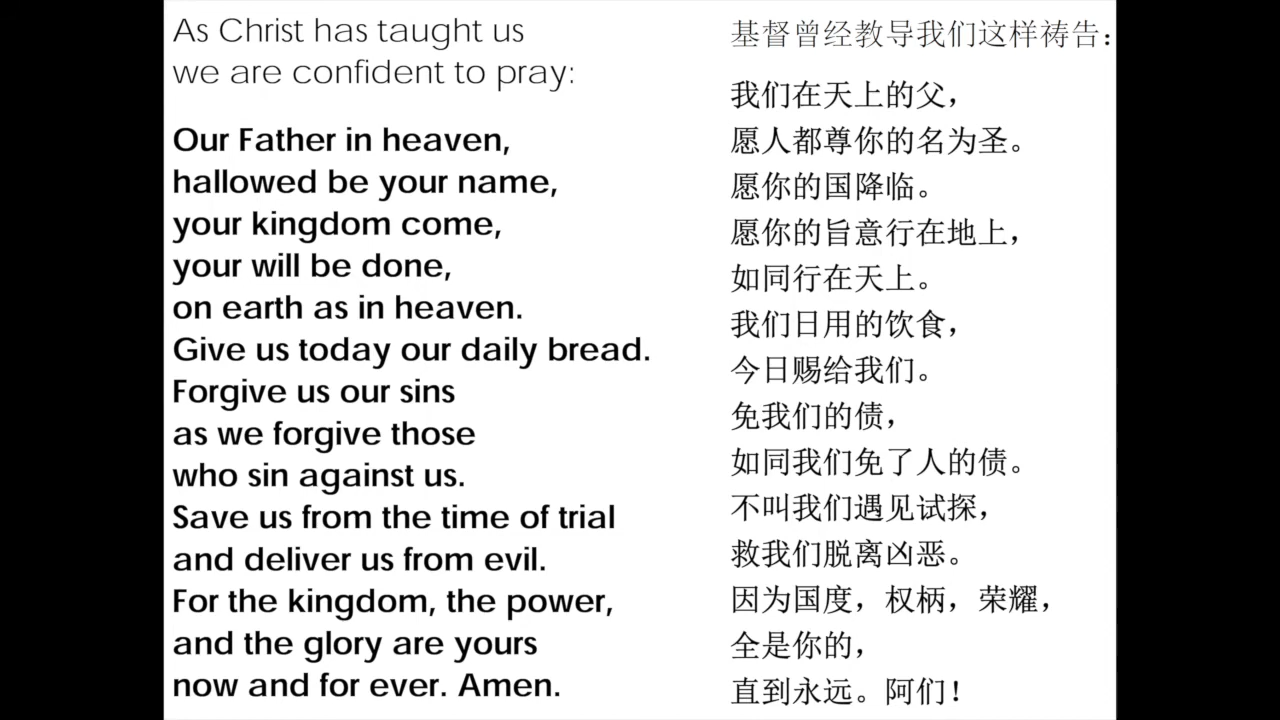 As Christ has taught us
we are confident to pray:
Our Father in heaven,
hallowed be your name,
your kingdom come,
your will be done,
on earth as in heaven.
Give us today our daily bread.
Forgive us our sins
as we forgive those
who sin against us.
Save us from the time of trial
and deliver us from evil.
For the kingdom, the power,
and the glory are yours
now and for ever. Amen.
基督曾经教导我们这样祷告：
我们在天上的父，
愿人都尊你的名为圣。
愿你的国降临。
愿你的旨意行在地上，
如同行在天上。
我们日用的饮食，
今日赐给我们。
免我们的债，
如同我们免了人的债。
不叫我们遇见试探，
救我们脱离凶恶。
因为国度，权柄，荣耀，
全是你的，
直到永远。阿们！